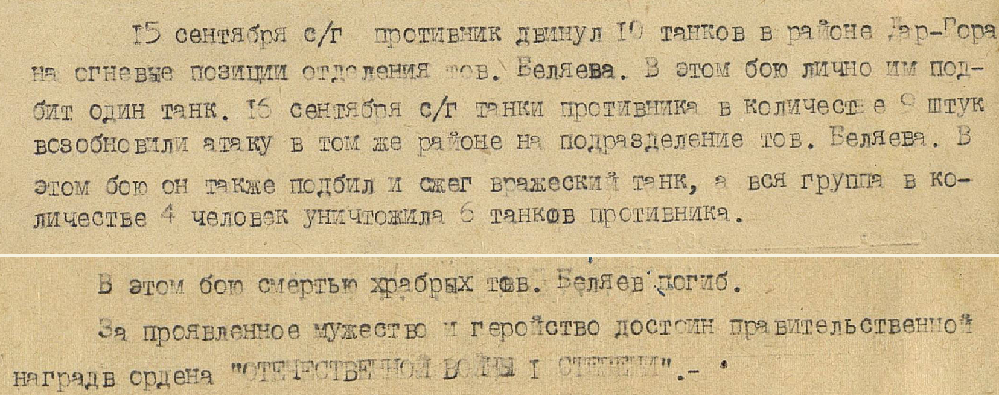 15 сентября с/г противник двинул 10 танков в районе Дар-Гора
на огневые позиции отделения тов. Беляева. В этом бою лично им под-
бит один танк. 16 сентября с/г танки противника в количестве 9 штук
возобновили атаку в том же районе на подразделение тов. Беляева. В
этом бою он также подбил и сжег вражеский танк, а вся группа в ко-
личестве 4 человек уничтожила 6 танков противника.
В этом бою смертью храбрых тов. Беляев погиб.
За проявленное мужество и геройство достоин правительственной
наградв ордена "ОТЕЧЕСТВЕННОЙ ВОЙНЫ I СТЕПЕНИ".-